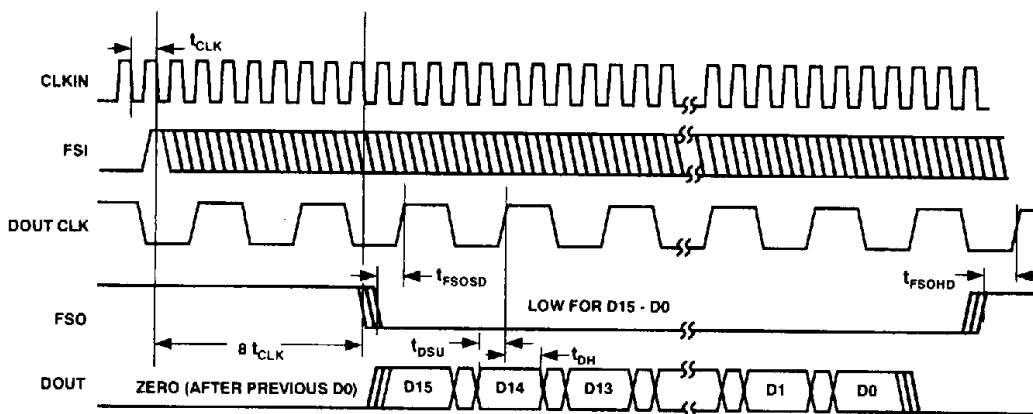 tCLK
CLKIN
FSI
DOUT CLK
tFSOSD
tFSOHD
FSO
LOW FOR D15 - D0
8 tCLK
tDSU
tDH
DOUT
ZERO (AFTER PREVIOUS D0)
D15
D14
D13
D1
D0